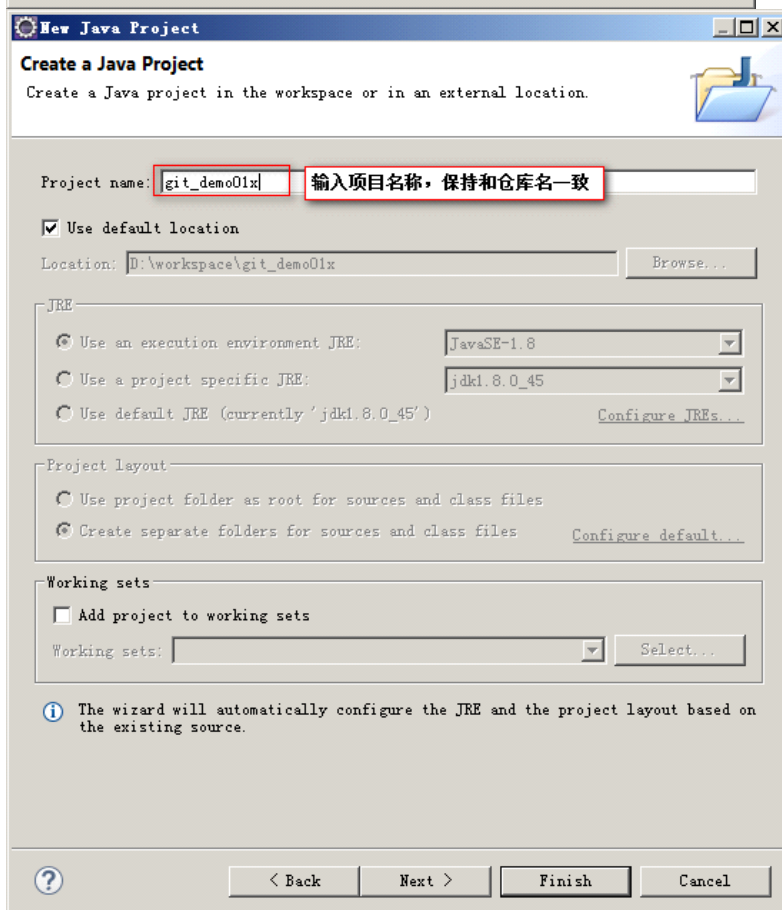 New Java Project
Create a Java Project
Create a Java project in the workspace or in an external location.
Project name: git_demo01x
输入项目名称，保持和仓库名一致
Use default location
Location: D:\workspace\git_demo01x Browse...
JRE
Use an execution environment JRE: JavaSE-1.8
Use a project specific JRE: jdk1.8.0_45
Use default JRE (currently 'jdk1.8.0_45') Configure JREs...
Project layout
Use project folder as root for sources and class files
Create separate folders for sources and class files Configure default...
Working sets
Add project to working sets
Working sets: Select...
The wizard will automatically configure the JRE and the project layout based on
the existing source.
? < Back Next > Finish Cancel